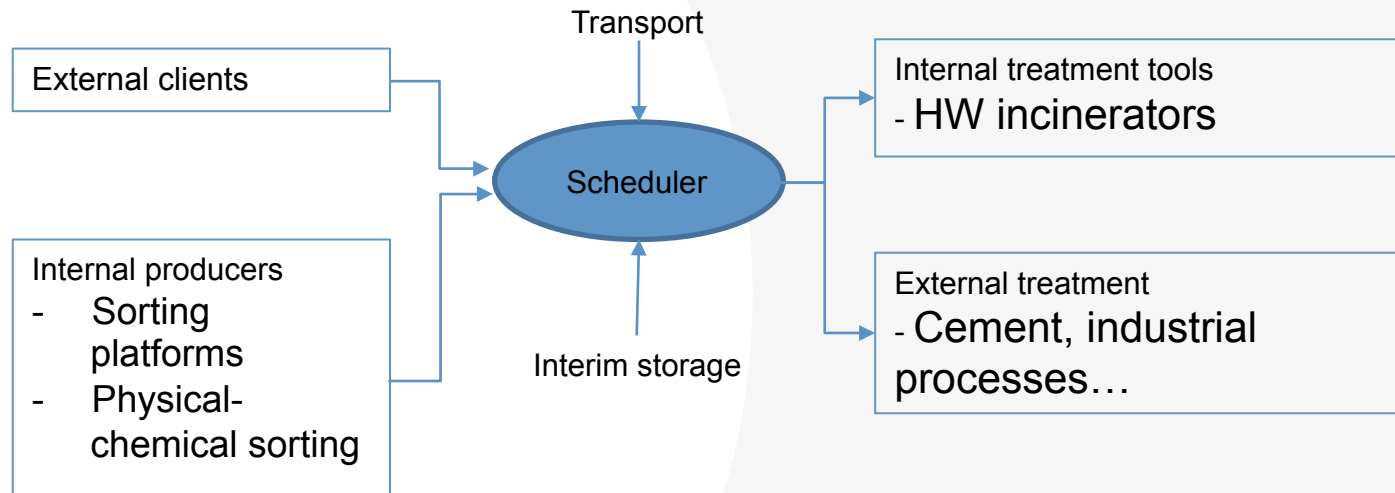 Transport
External clients
Internal treatment tools
- HW incinerators
Scheduler
Internal producers
- Sorting
platforms
- Physical-
chemical sorting
Interim storage
External treatment
- Cement, industrial
processes…